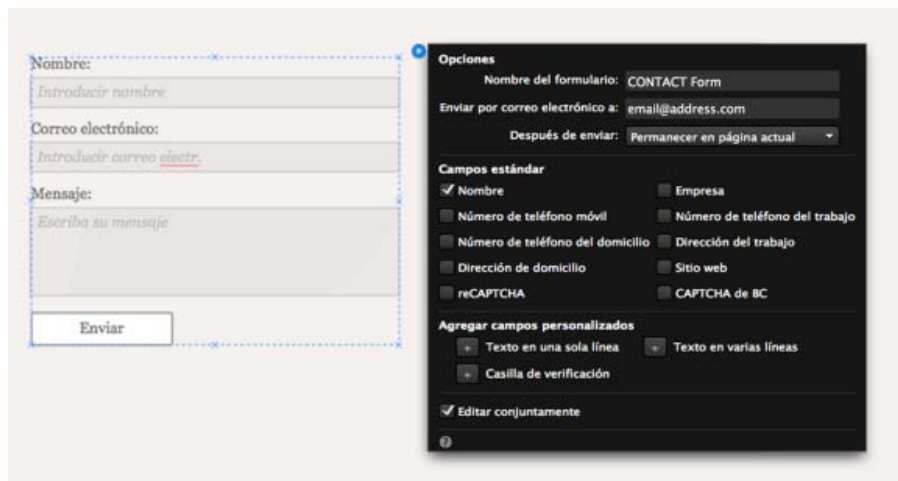 Nombre:
Introducir nombre
Correo electrónico:
Introducir correo electr.
Mensaje:
Escriba su mensaje
Enviar
Opciones
Nombre del formulario: CONTACT Form
Enviar por correo electrónico a: email@address.com
Después de enviar: Permanecer en página actual
Campos estándar
Nombre
Empresa
Número de teléfono móvil
Número de teléfono del trabajo
Número de teléfono del domicilio
Dirección del trabajo
Dirección de domicilio
Sitio web
reCAPTCHA
CAPTCHA de BC
Agregar campos personalizados
+ Texto en una sola línea
+ Texto en varias líneas
+ Casilla de verificación
Editar conjuntamente
?